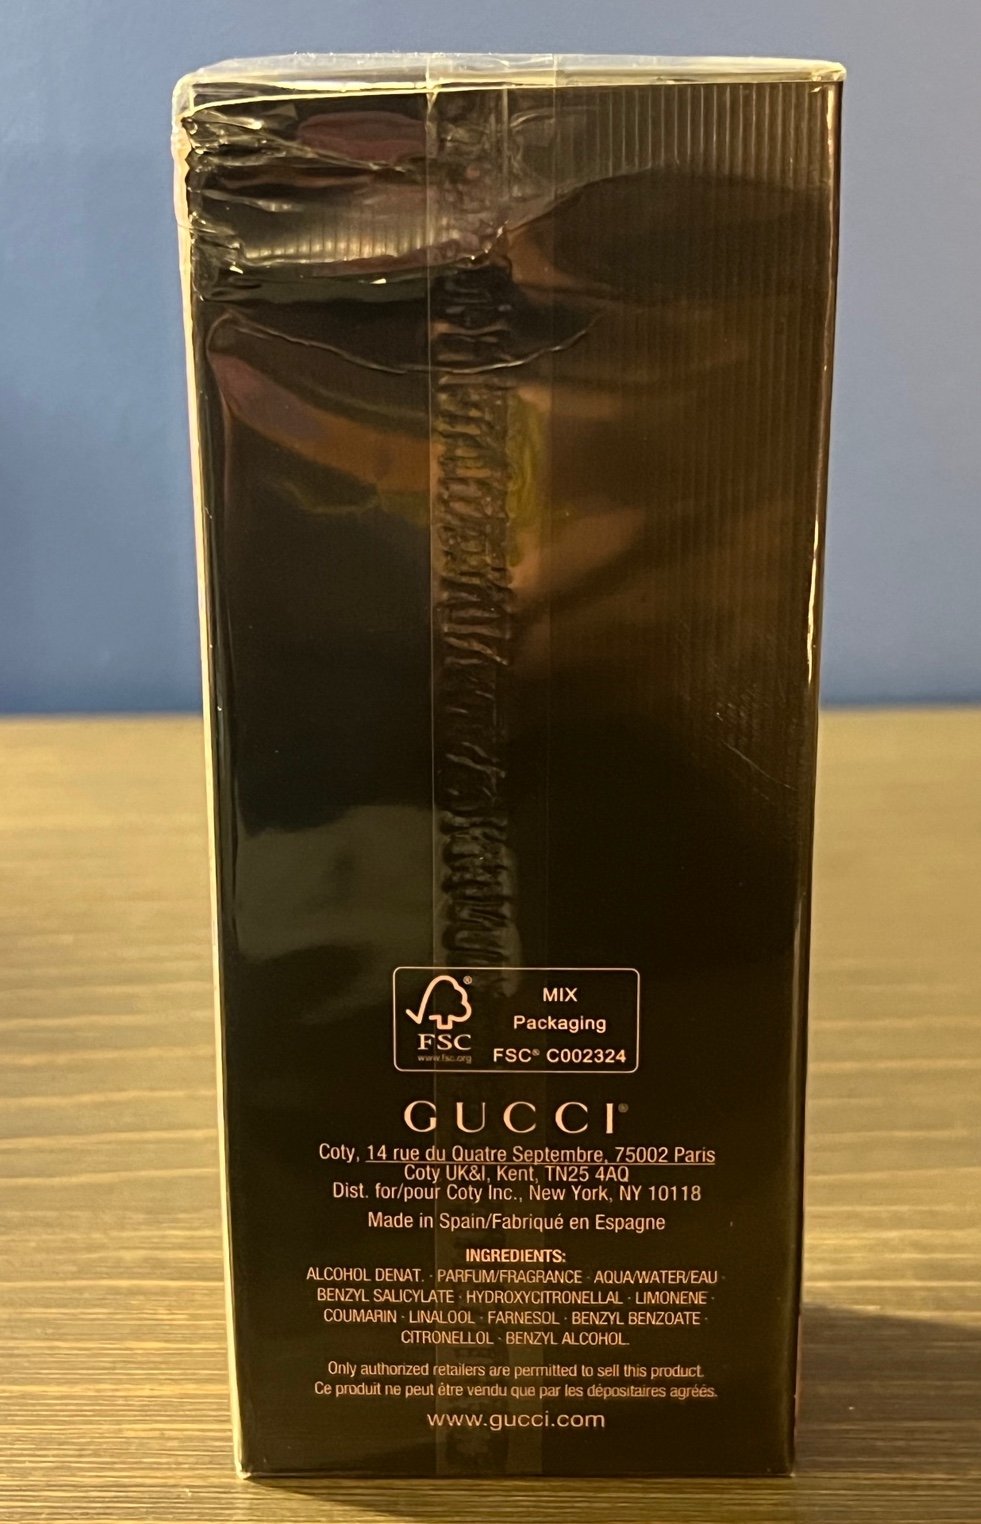 MIX
Packaging
FSC® C002324
FSC
www.fsc.org
GUCCI®
Coty, 14 rue du Quatre Septembre, 75002 Paris
Coty UK&I, Kent, TN25 4AQ
Dist. for/pour Coty Inc., New York, NY 10118
Made in Spain/Fabriqué en Espagne
INGREDIENTS:
ALCOHOL DENAT. · PARFUM/FRAGRANCE · AQUA/WATER/EAU ·
BENZYL SALICYLATE · HYDROXYCITRONELLAL · LIMONENE ·
COUMARIN · LINALOOL · FARNESOL · BENZYL BENZOATE ·
CITRONELLOL · BENZYL ALCOHOL.
Only authorized retailers are permitted to sell this product.
Ce produit ne peut être vendu que par les dépositaires agréés.
www.gucci.com